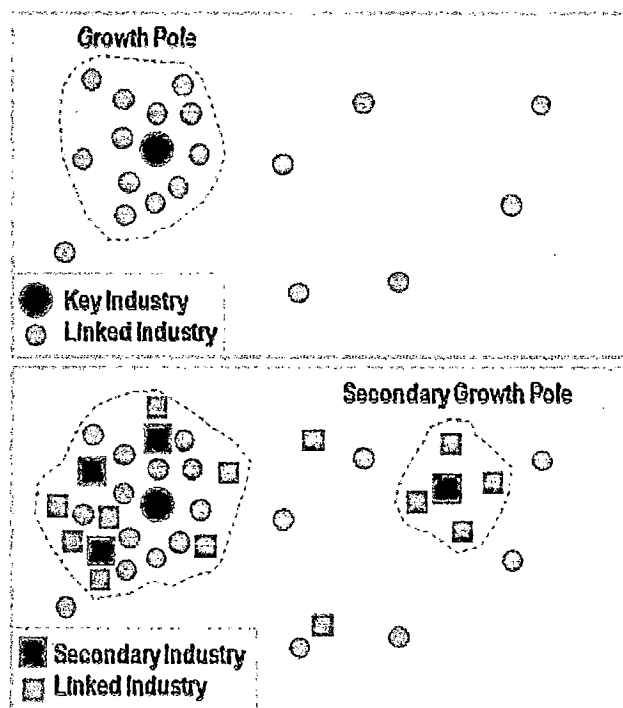 Growth Pole
Key Industry
Linked Industry
Secondary Growth Pole
Secondary Industry
Linked Industry